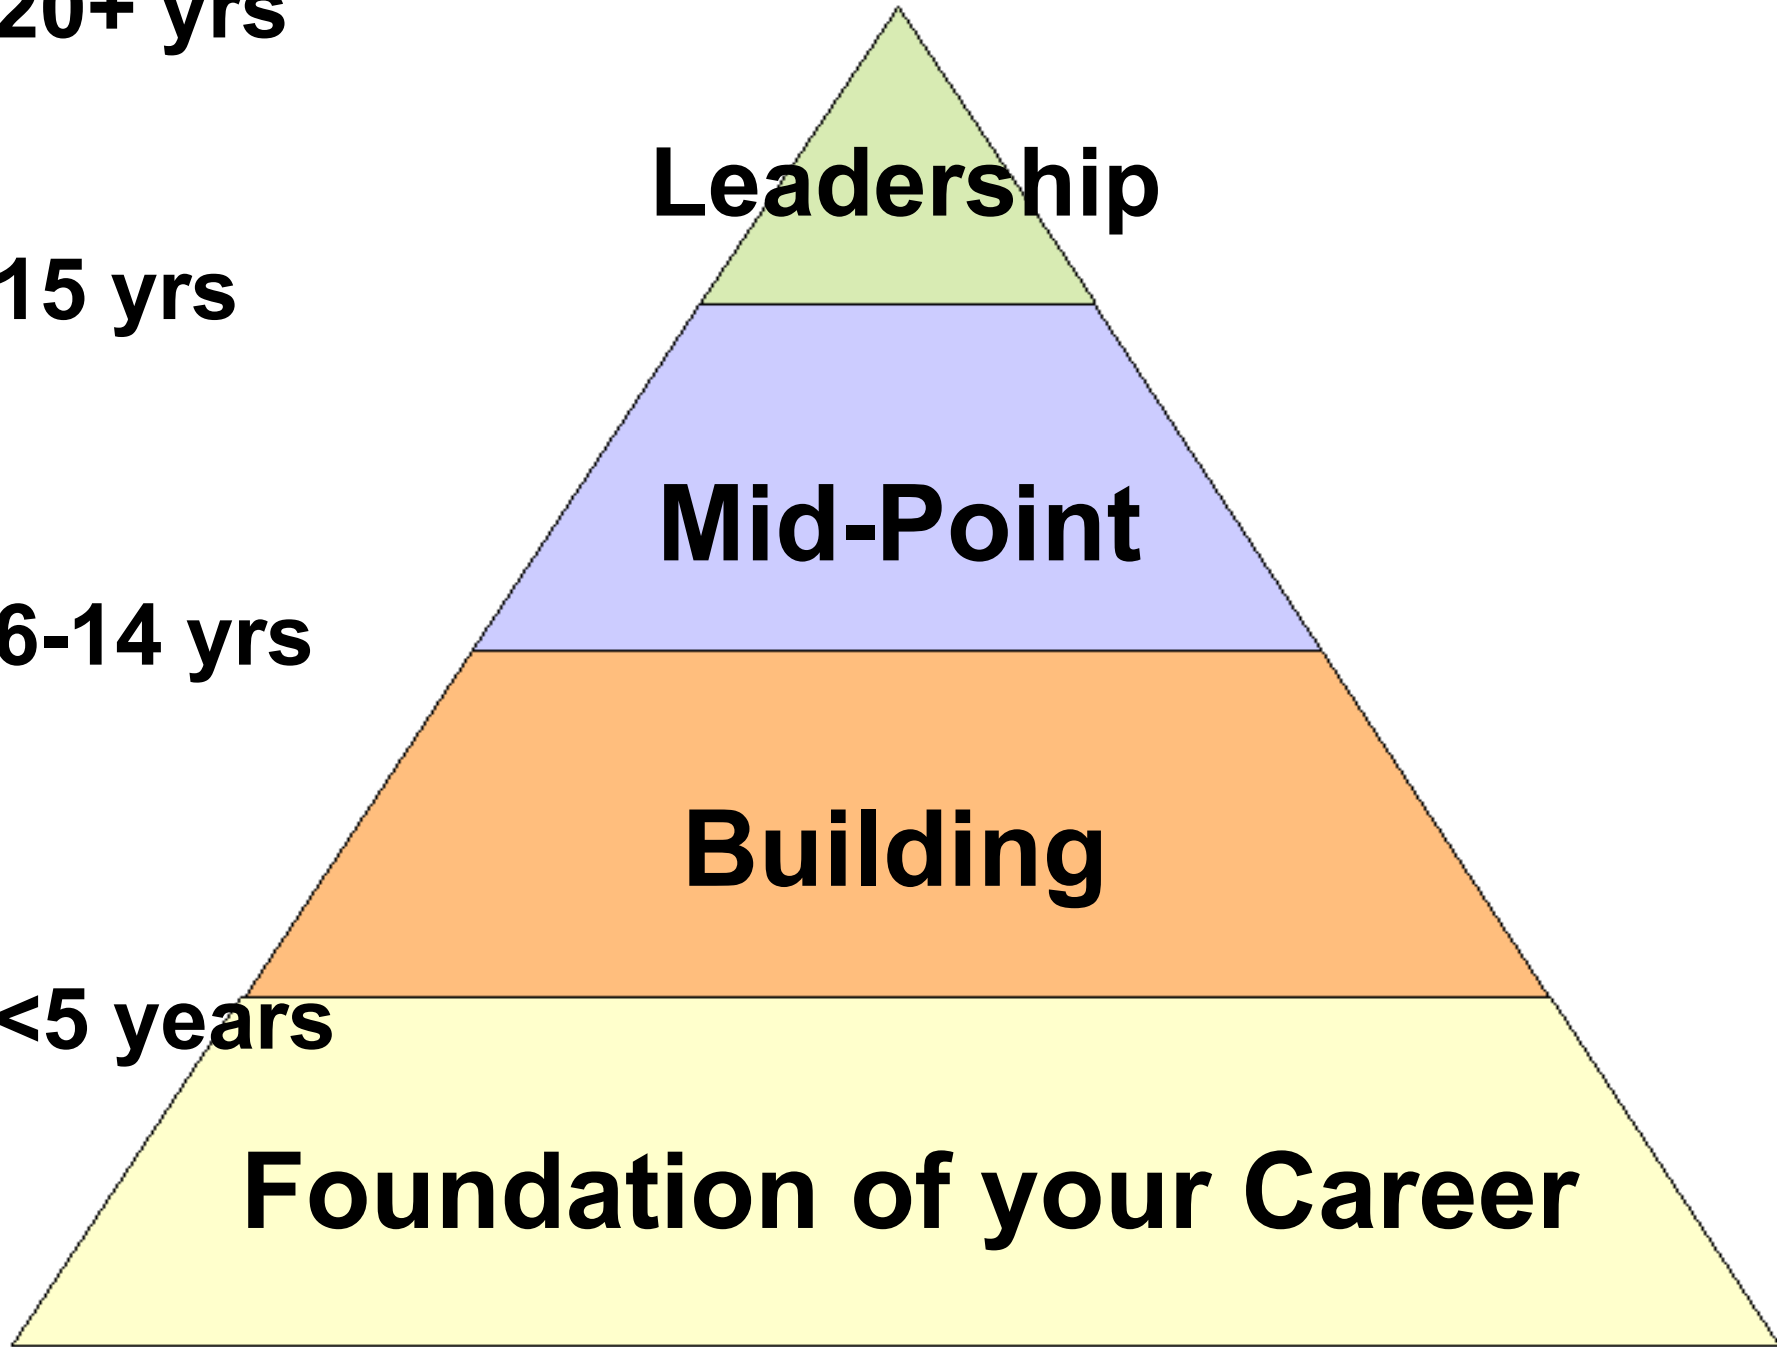 20+ yrs
Leadership
15 yrs
Mid-Point
6-14 yrs
Building
<5 years
Foundation of your Career